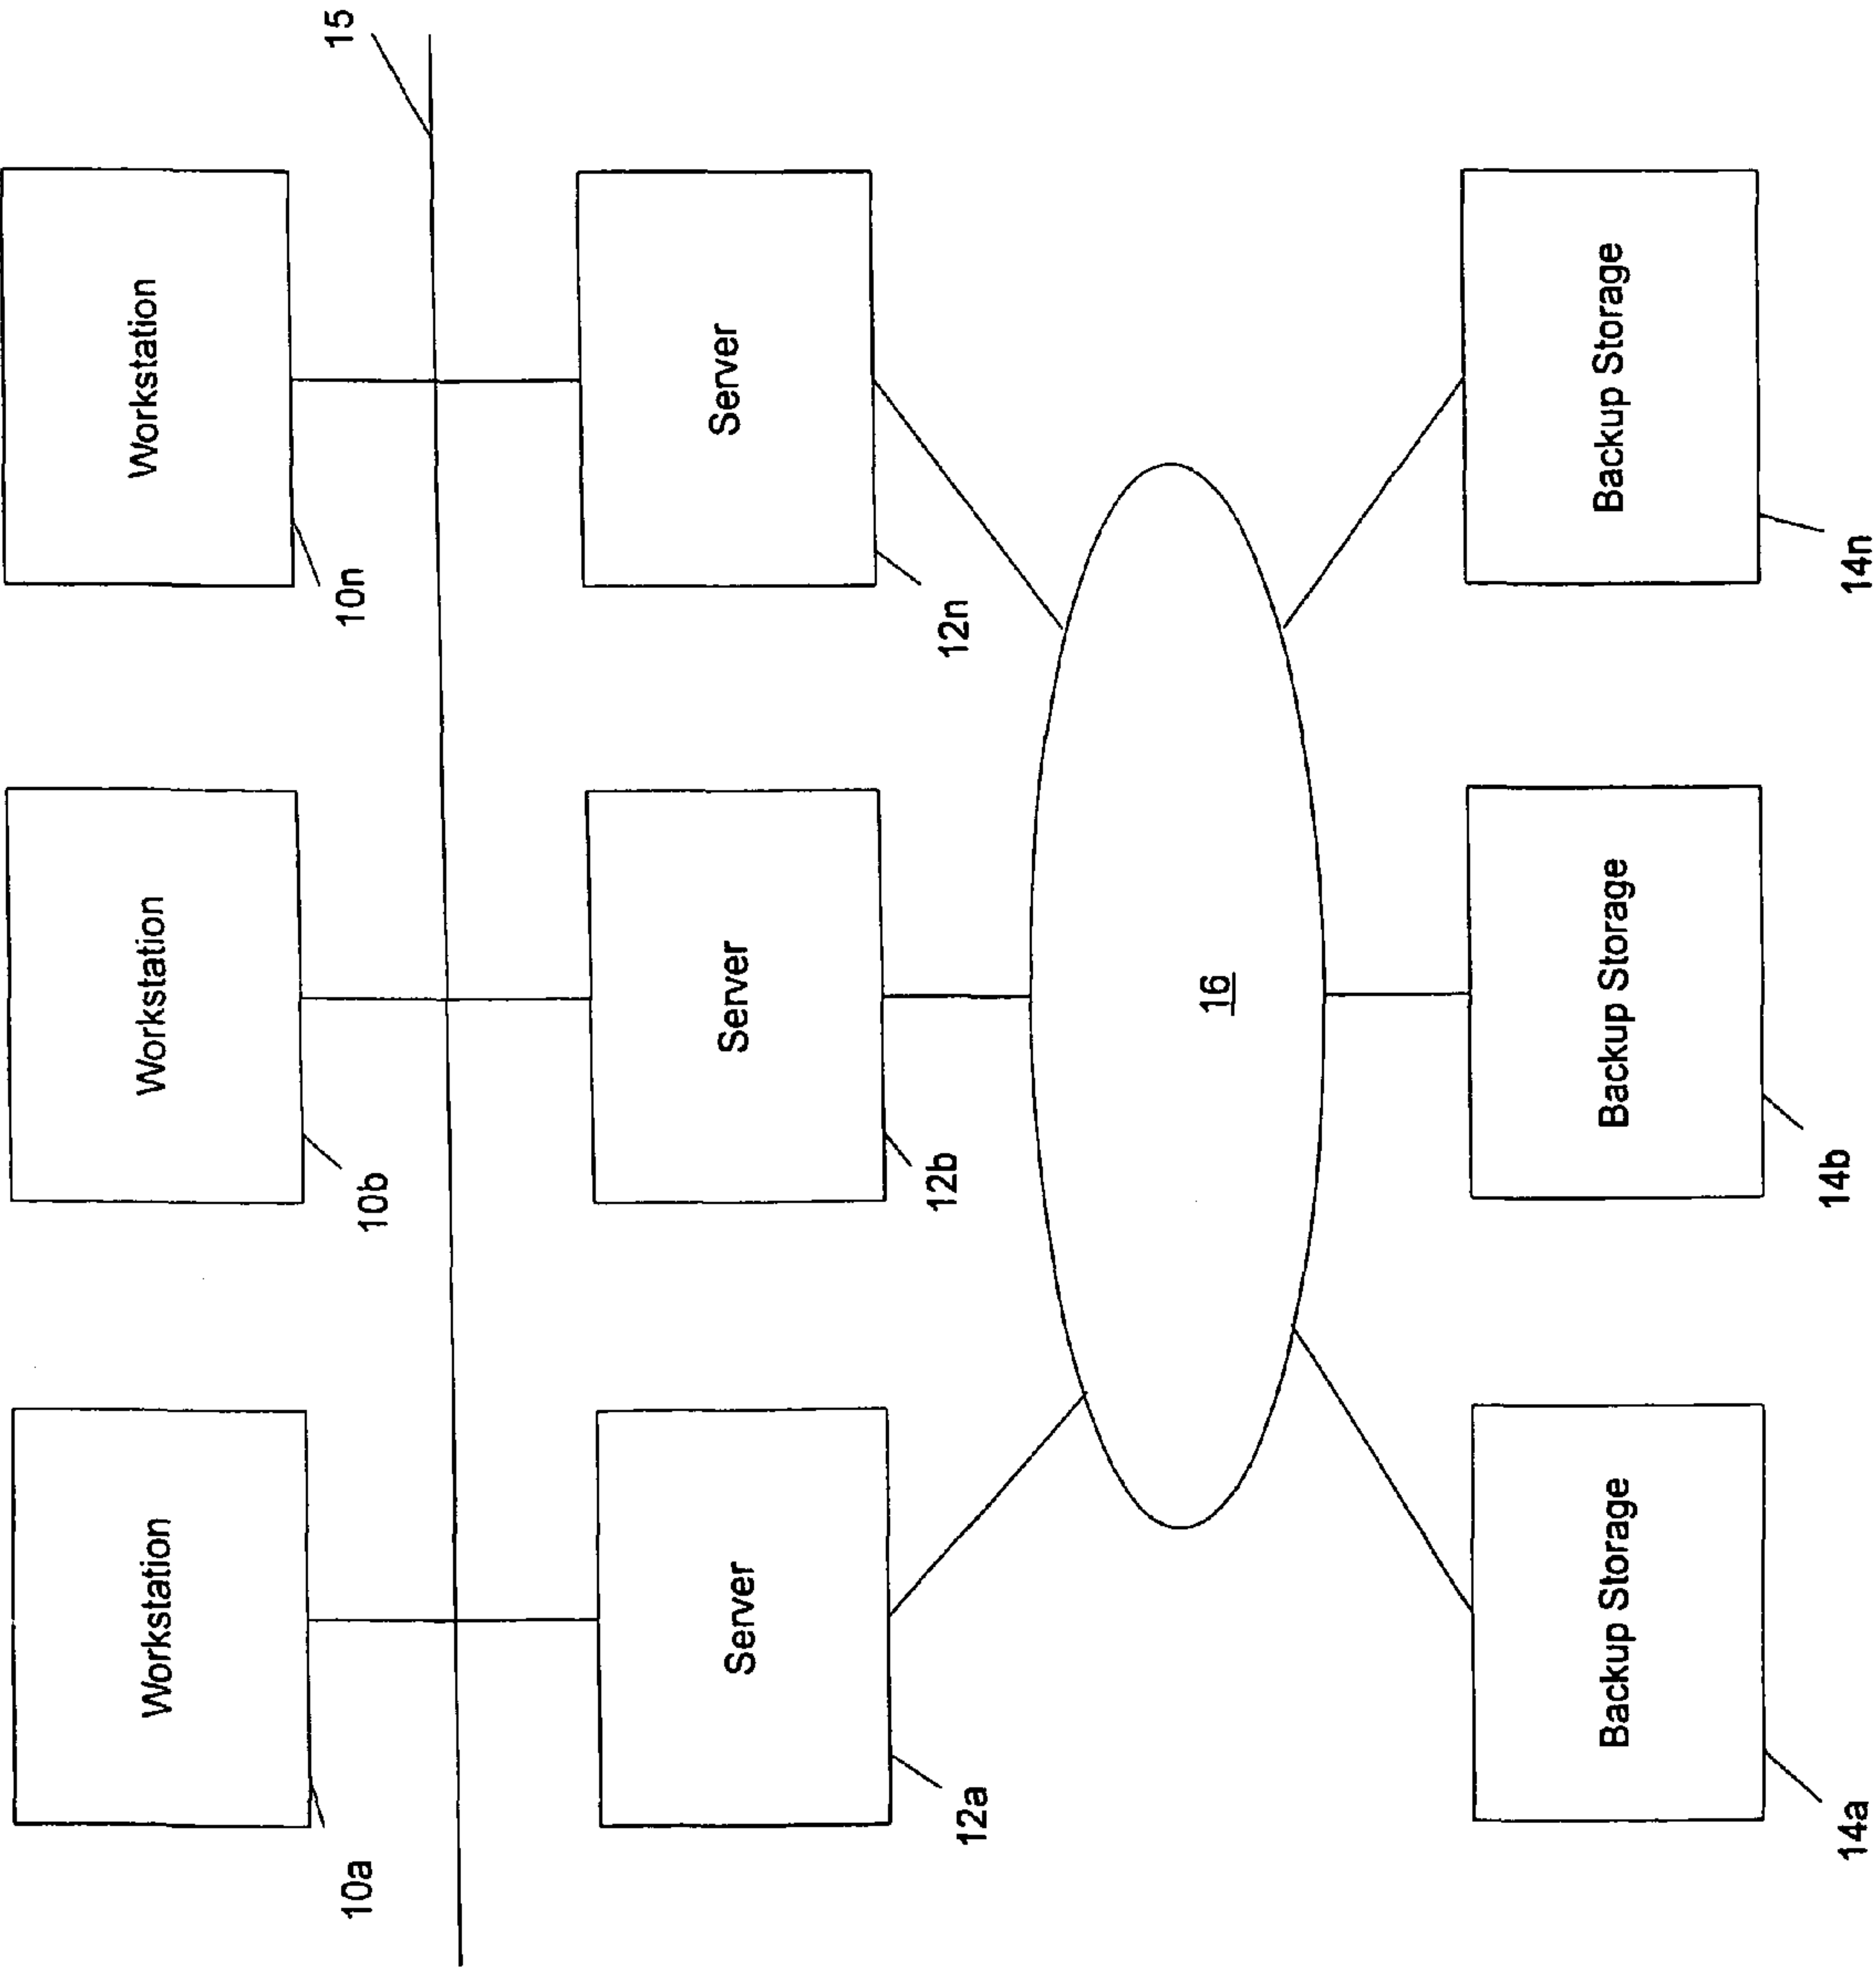 Workstation
Workstation
Workstation
10a
10b
10n
15
Server
Server
Server
12a
12b
12n
16
Backup Storage
Backup Storage
Backup Storage
14a
14b
14n